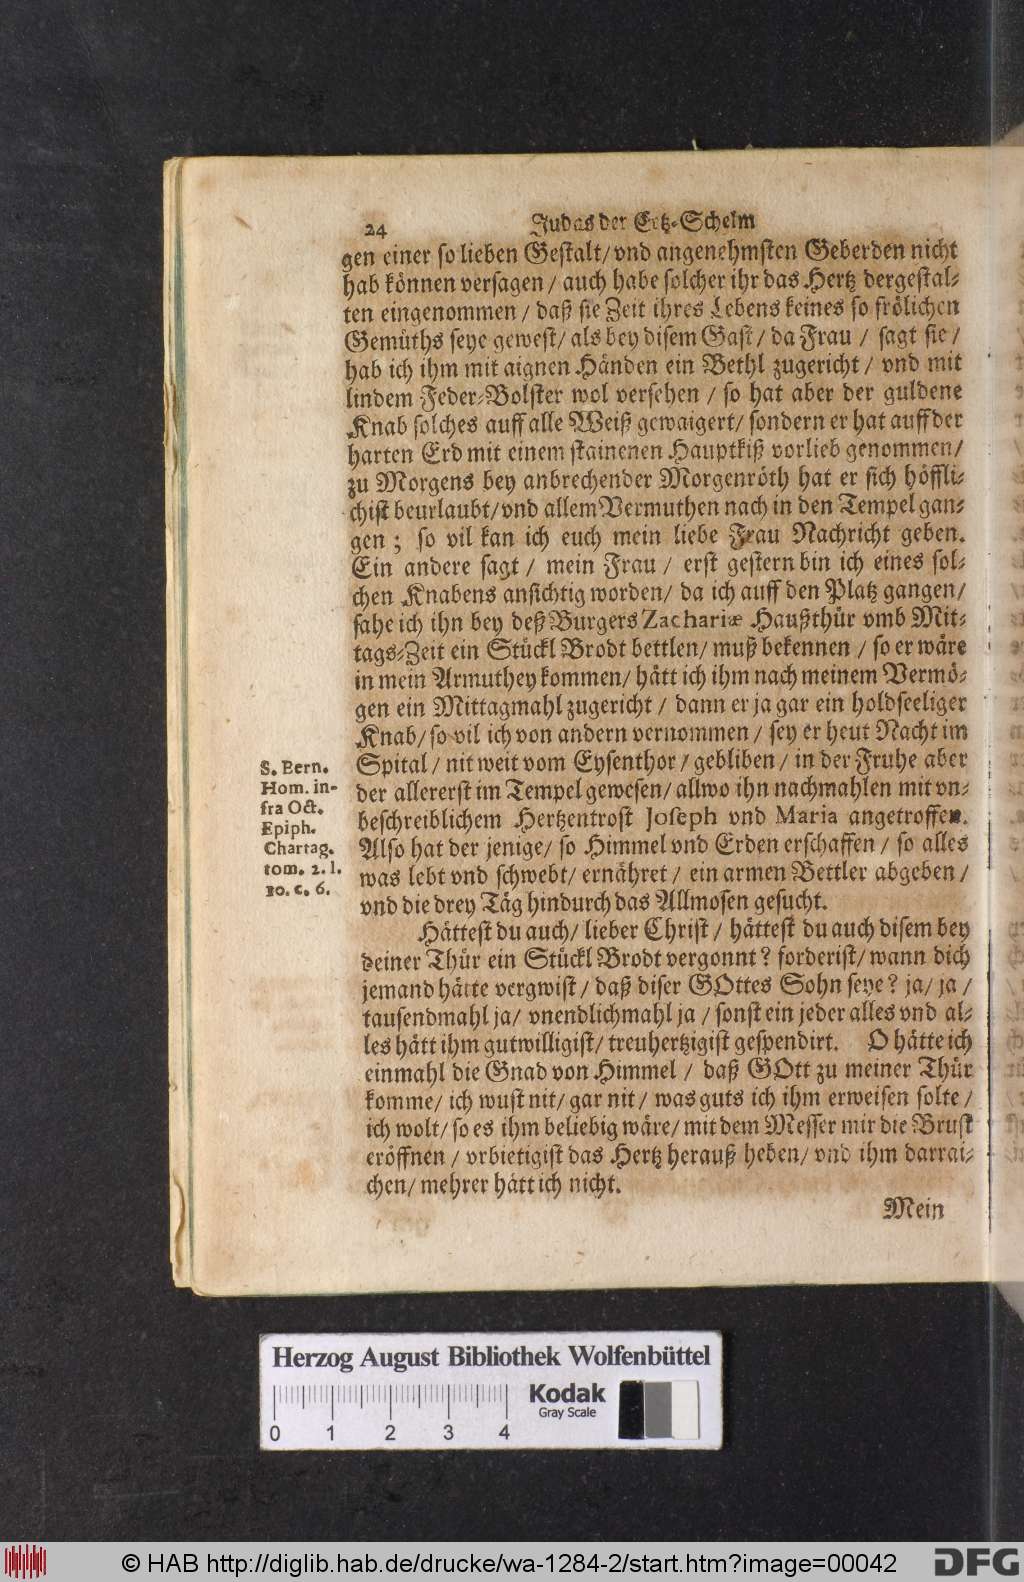 24 Judas der Ertz-Schelm
gen einer so lieben Gestalt/ vnd angenehmsten Geberden nicht
hab können versagen / auch habe solcher ihr das Hertz dergestal-
ten eingenommen / daß sie Zeit ihres Lebens keines so frölichen
Gemüths seye gewest/ als bey disem Gast / da Frau / sagt sie /
hab ich ihm mit aignen Händen ein Bethl zugericht / vnd mit
lindem Feder-Bolster wol versehen / so hat aber der guldene
Knab solches auff alle Weiß gewaigert/ sondern er hat auff der
harten Erd mit einem stainenen Hauptkiß vorlieb genommen/
zu Morgens bey anbrechender Morgenröth hat er sich höffli-
chist beurlaubt/ vnd allem Vermuthen nach in den Tempel gan-
gen ; so vil kan ich euch mein liebe Frau Nachricht geben.
Ein andere sagt / mein Frau / erst gestern bin ich eines sol-
chen Knabens ansichtig worden/ da ich auff den Platz gangen/
sahe ich ihn bey deß Burgers Zachariæ Haußthür vmb Mit-
tags-Zeit ein Stückl Brodt bettlen/ muß bekennen / so er wäre
in mein Armuthey kommen/ hätt ich ihm nach meinem Vermö-
gen ein Mittagmahl zugericht / dann er ja gar ein holdseeliger
Knab/ so vil ich von andern vernommen / sey er heut Nacht im
Spital / nit weit vom Eysenthor / gebliben / in der Fruhe aber
der allererst im Tempel gewesen/ allwo ihn nachmahlen mit vn-
beschreiblichem Hertzentrost Joseph vnd Maria angetroffen.
Also hat der jenige/ so Himmel vnd Erden erschaffen / so alles
was lebt vnd schwebt/ ernähret / ein armen Bettler abgeben /
vnd die drey Täg hindurch das Allmosen gesucht.
S. Bern.
Hom. in-
fra Oct.
Epiph.
Chartag.
tom. 2. l.
10. c. 6.
Hättest du auch/ lieber Christ / hättest du auch disem bey
deiner Thür ein Stückl Brodt vergonnt? forderist/ wann dich
jemand hätte vergwist / daß diser GOttes Sohn seye? ja/ ja /
tausendmahl ja/ vnendlichmahl ja / sonst ein jeder alles vnd al-
les hätt ihm gutwilligist/ treuhertzigist gespendirt. O hätte ich
einmahl die Gnad von Himmel / daß GOtt zu meiner Thür
komme/ ich wust nit/ gar nit / was guts ich ihm erweisen solte /
ich wolt/ so es ihm beliebig wäre/ mit dem Messer mir die Brust
eröffnen / vrbietigist das Hertz herauß heben/ vnd ihm darrai-
chen/ mehrer hätt ich nicht.
Mein
Herzog August Bibliothek Wolfenbüttel
Kodak
Gray Scale
0 1 2 3 4
© HAB http://diglib.hab.de/drucke/wa-1284-2/start.htm?image=00042
DFG